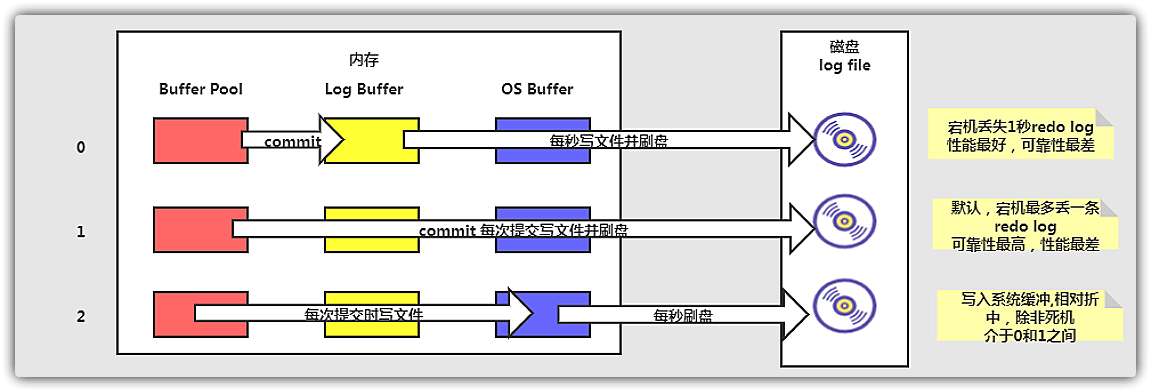 内存
磁盘
log file
Buffer Pool
Log Buffer
OS Buffer
0
commit
每秒写文件并刷盘
宕机丢失1秒redo log
性能最好，可靠性最差
1
commit 每次提交写文件并刷盘
默认，宕机最多丢一条
redo log
可靠性最高，性能最差
2
每次提交时写文件
每秒刷盘
写入系统缓冲,相对折
中，除非死机
介于0和1之间